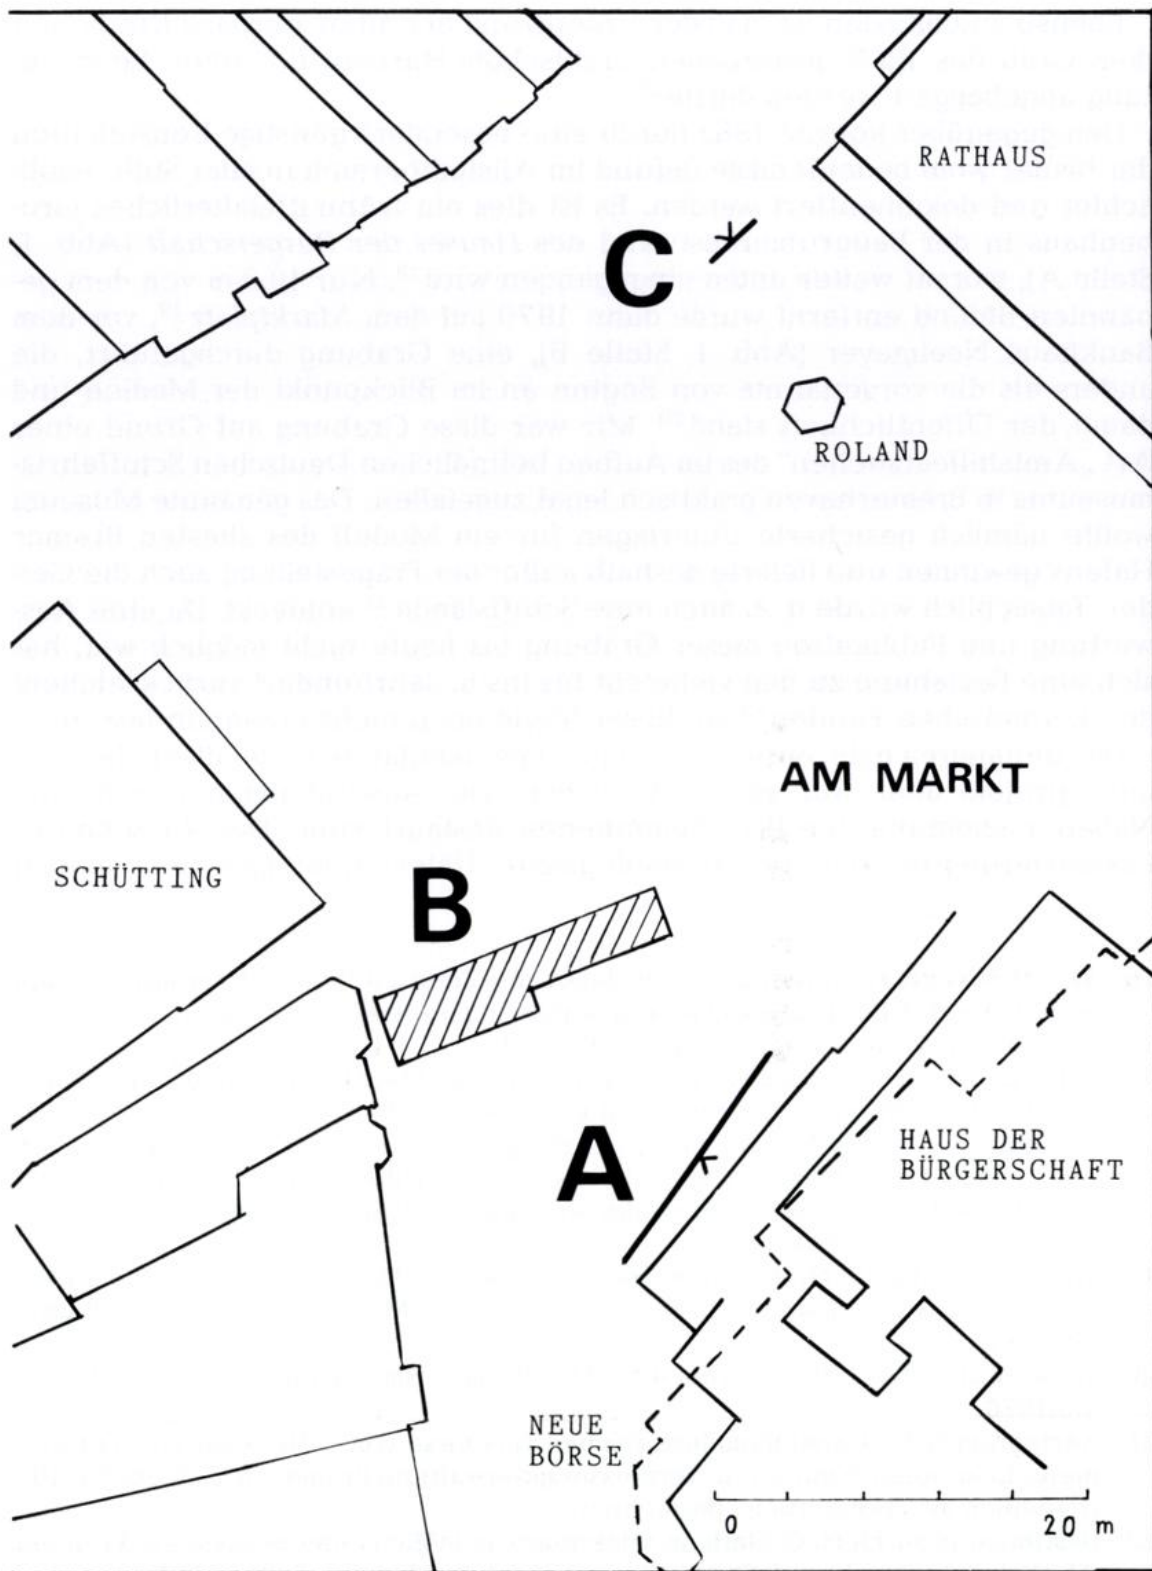 RATHAUS
C
ROLAND
AM MARKT
SCHÜTTING
B
A
HAUS DER
BÜRGERSCHAFT
NEUE
BÖRSE
0 20 m